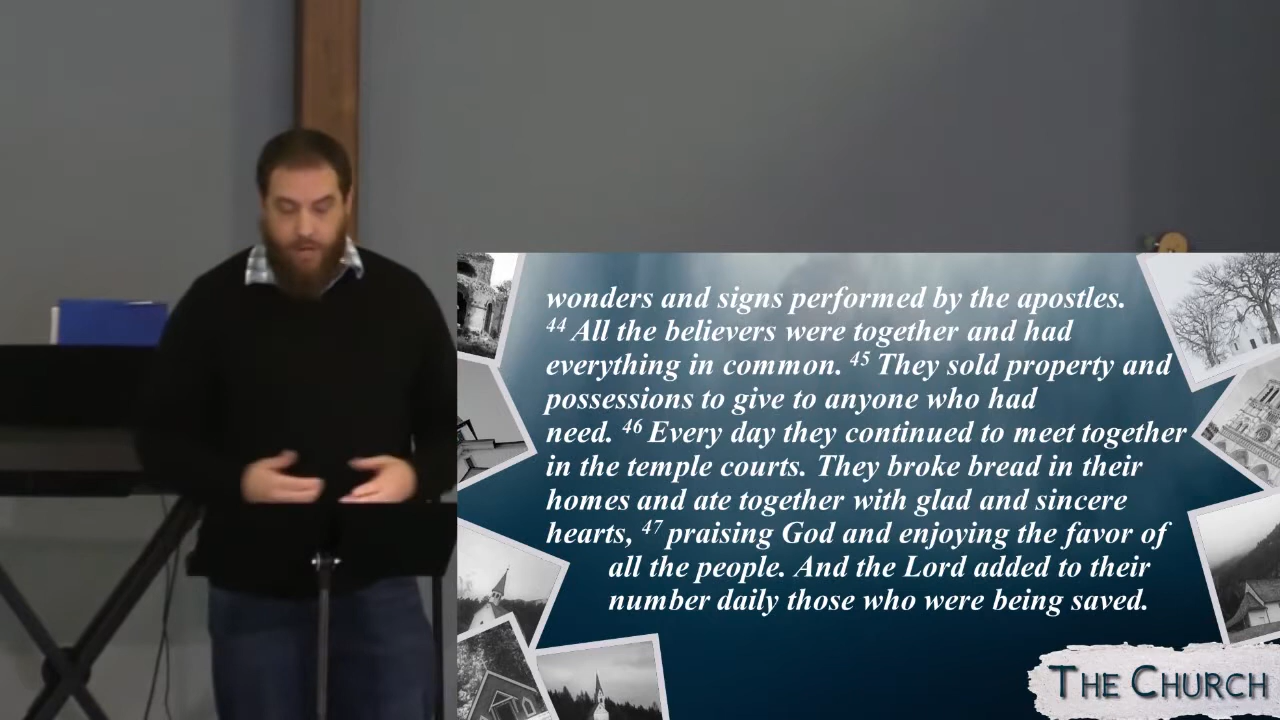 wonders and signs performed by the apostles.
44 All the believers were together and had
everything in common. 45 They sold property and
possessions to give to anyone who had
need. 46 Every day they continued to meet together
in the temple courts. They broke bread in their
homes and ate together with glad and sincere
hearts, 47 praising God and enjoying the favor of
all the people. And the Lord added to their
number daily those who were being saved.
The Church